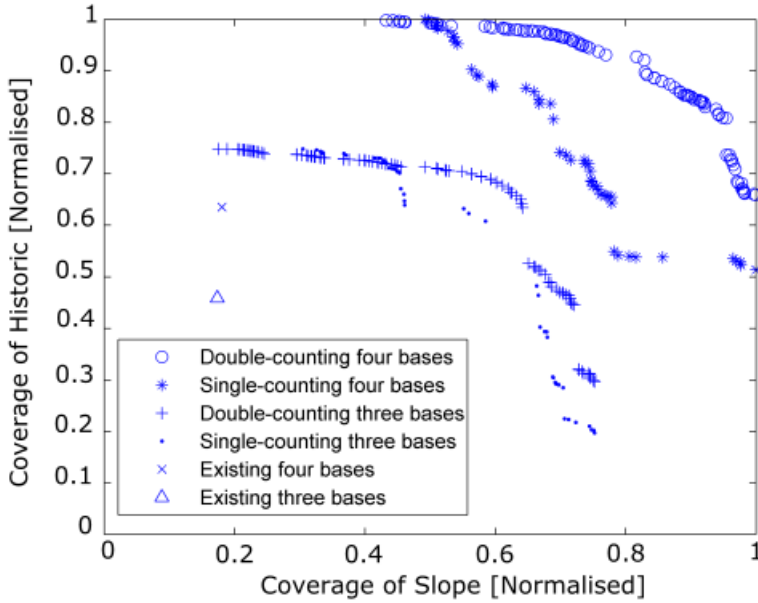 1
0.9
0.8
0.7
0.6
0.5
0.4
0.3
0.2
0.1
0
Coverage of Historic [Normalised]
Double-counting four bases
Single-counting four bases
Double-counting three bases
Single-counting three bases
Existing four bases
Existing three bases
0 0.2 0.4 0.6 0.8 1
Coverage of Slope [Normalised]